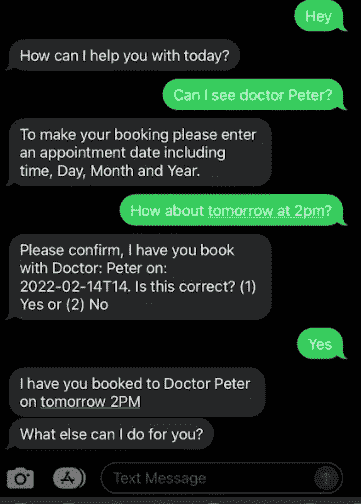 Hey
How can I help you with today?
Can I see doctor Peter?
To make your booking please enter
an appointment date including
time, Day, Month and Year.
How about tomorrow at 2pm?
Please confirm, I have you book
with Doctor: Peter on:
2022-02-14T14. Is this correct? (1)
Yes or (2) No
Yes
I have you booked to Doctor Peter
on tomorrow 2PM
What else can I do for you?
Text Message